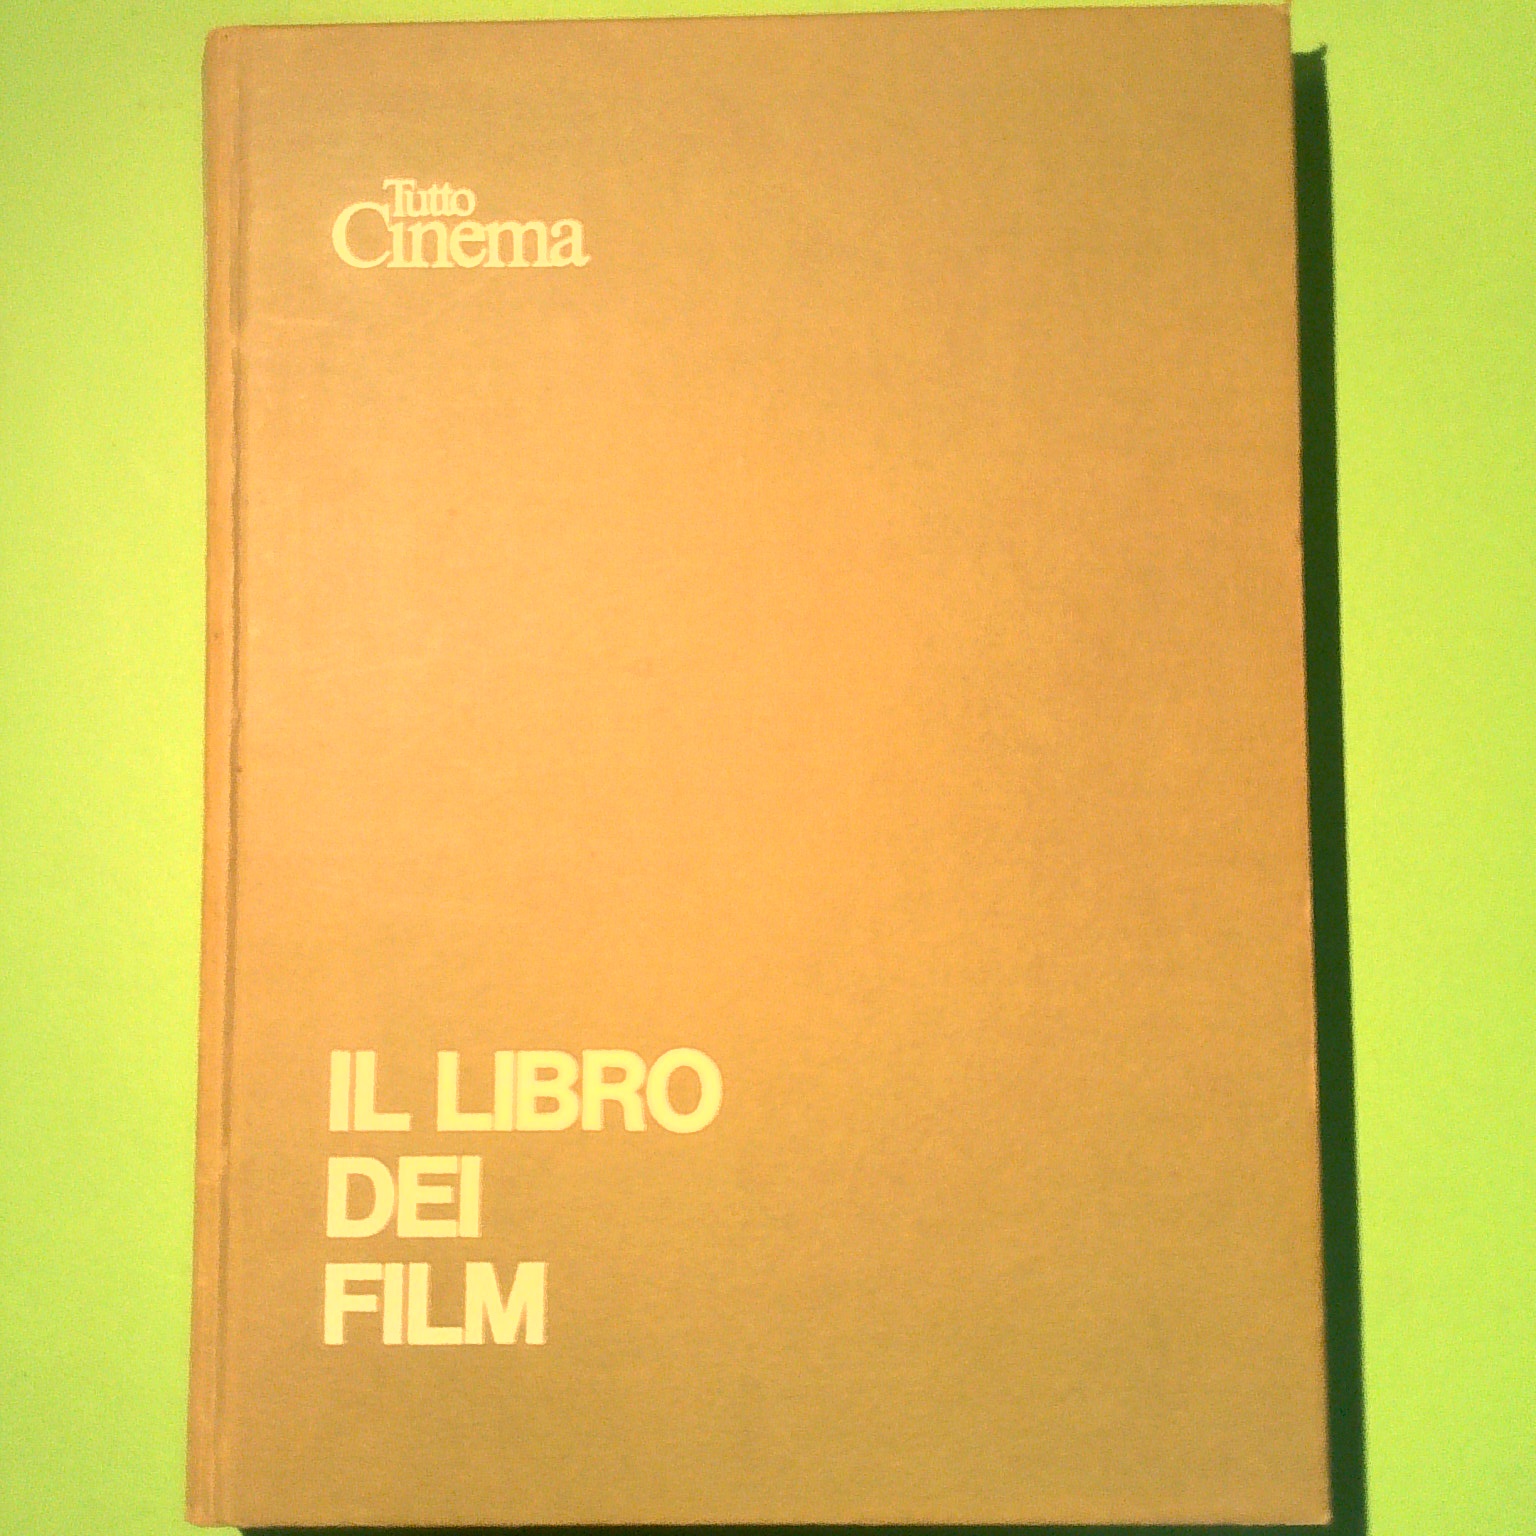 Tutto
Cinema
IL LIBRO
DEI
FILM